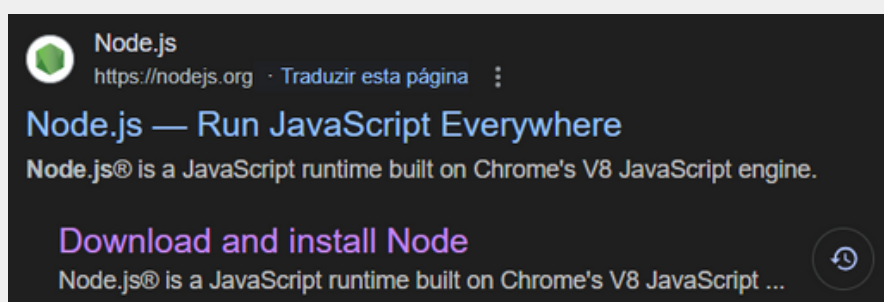 Node.js
https://nodejs.org · Traduzir esta página
Node.js — Run JavaScript Everywhere
Node.js® is a JavaScript runtime built on Chrome's V8 JavaScript engine.
Download and install Node
Node.js® is a JavaScript runtime built on Chrome's V8 JavaScript ...